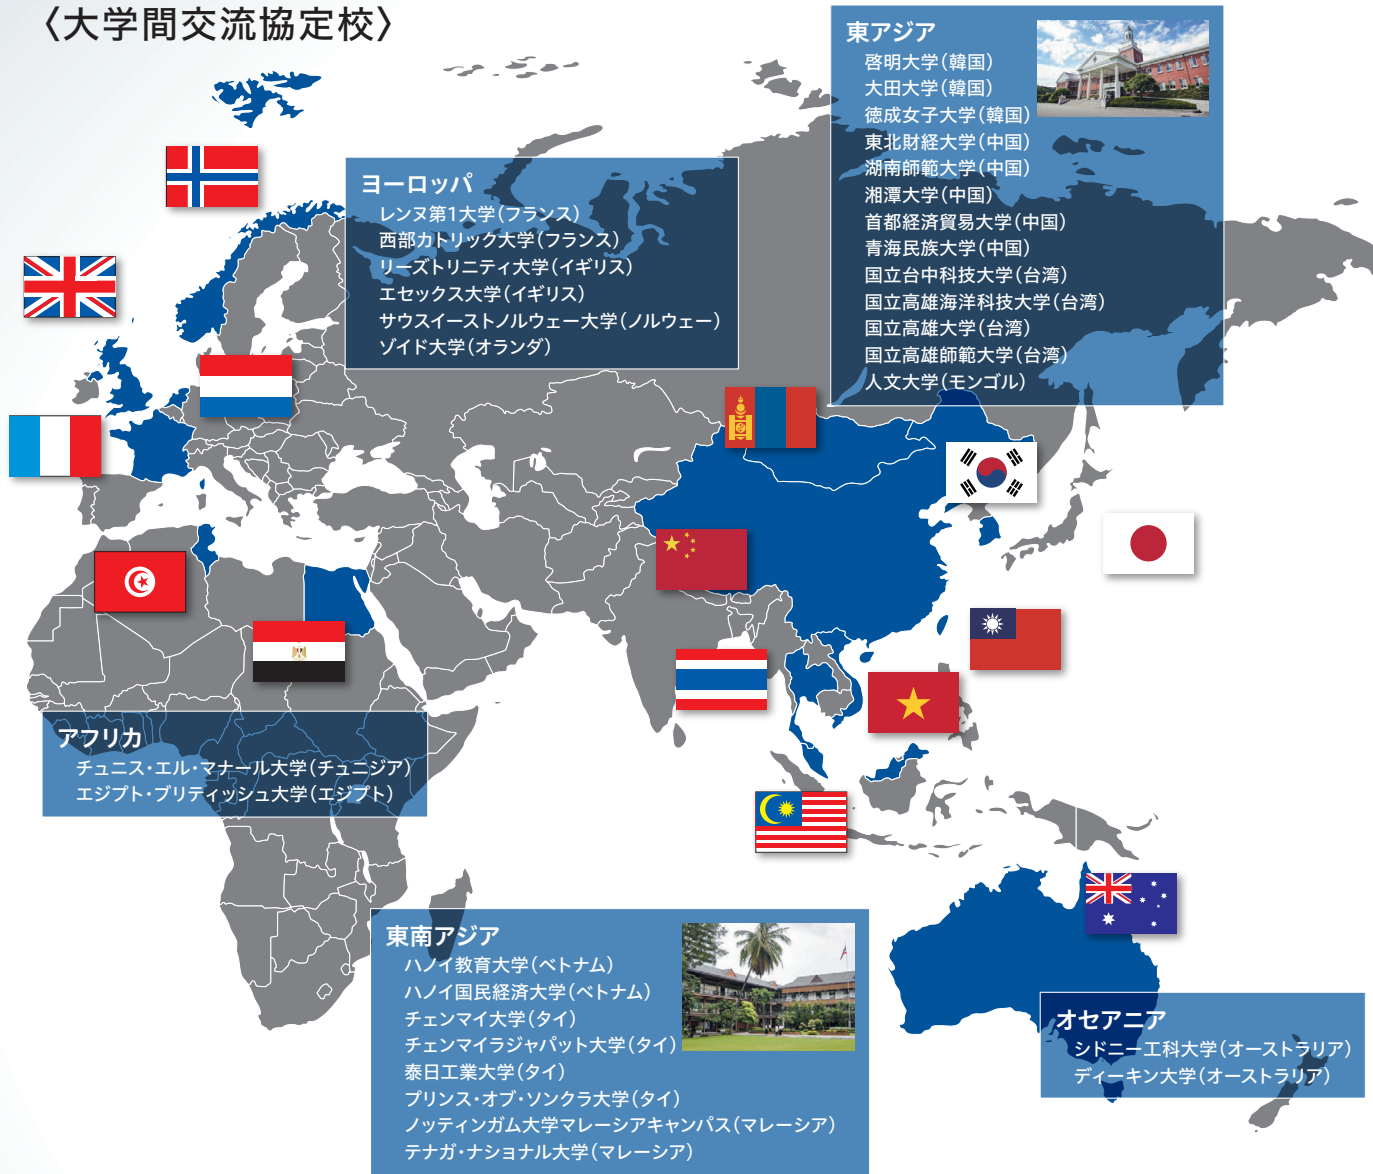 〈大学間交流協定校〉
東アジア
啓明大学(韓国)
大田大学(韓国)
徳成女子大学(韓国)
東北財経大学(中国)
湖南師範大学(中国)
湘潭大学(中国)
首都経済貿易大学(中国)
青海民族大学(中国)
国立台中科技大学(台湾)
国立高雄海洋科技大学(台湾)
国立高雄大学(台湾)
国立高雄師範大学(台湾)
人文大学(モンゴル)
ヨーロッパ
レンヌ第1大学(フランス)
西部カトリック大学(フランス)
リーズトリニティ大学(イギリス)
エセックス大学(イギリス)
サウスイーストノルウェー大学(ノルウェー)
ゾイド大学(オランダ)
アフリカ
チュニス・エル・マナール大学(チュニジア)
エジプト・ブリティッシュ大学(エジプト)
東南アジア
ハノイ教育大学(ベトナム)
ハノイ国民経済大学(ベトナム)
チェンマイ大学(タイ)
チェンマイラジャパット大学(タイ)
泰日工業大学(タイ)
プリンス・オブ・ソンクラ大学(タイ)
ノッティンガム大学マレーシアキャンパス(マレーシア)
テナガ・ナショナル大学(マレーシア)
オセアニア
シドニー工科大学(オーストラリア)
ディーキン大学(オーストラリア)